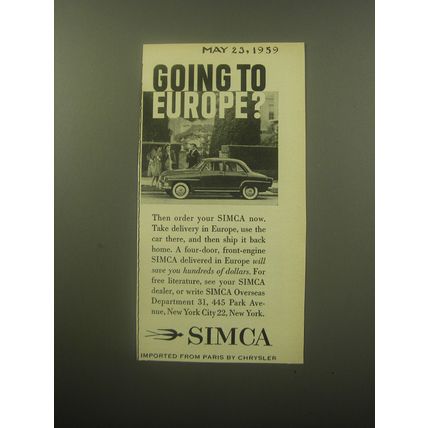 MAY 23, 1959
GOING TO
EUROPE?
Then order your SIMCA now.
Take delivery in Europe, use the
car there, and then ship it back
home. A four-door, front-engine
SIMCA delivered in Europe will
save you hundreds of dollars. For
free literature, see your SIMCA
dealer, or write SIMCA Overseas
Department 31, 445 Park Ave-
nue, New York City 22, New York.
SIMCA
IMPORTED FROM PARIS BY CHRYSLER